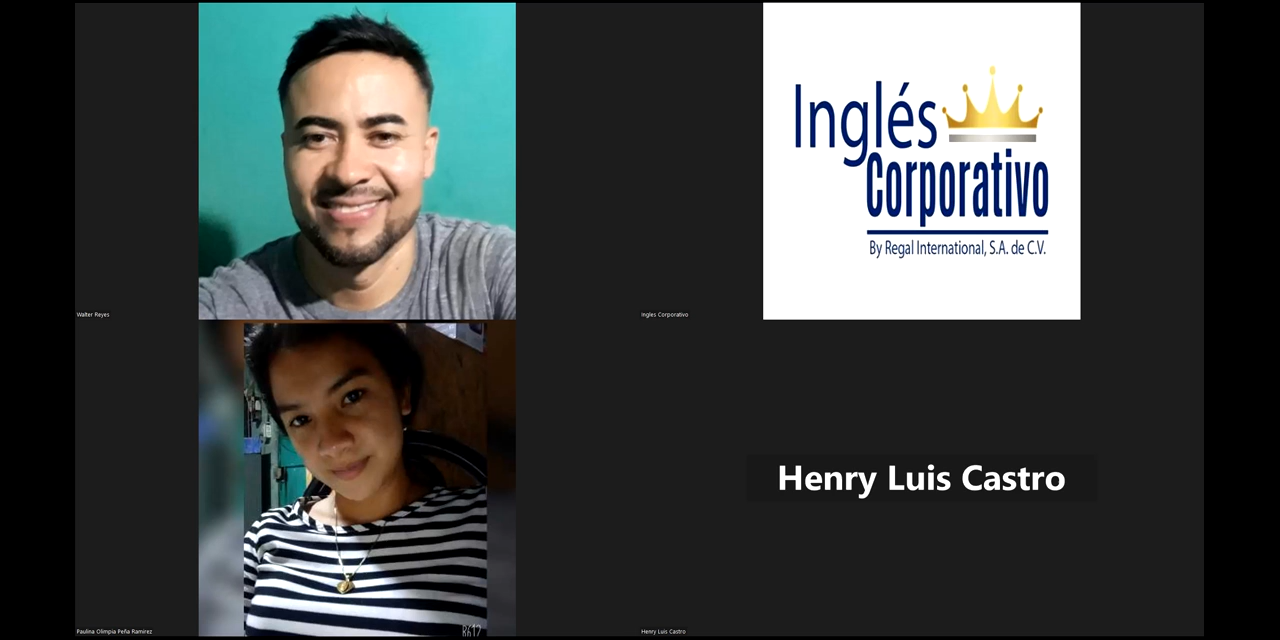 Walter Reyes
Inglés
Corporativo
By Regal International, S.A. de C.V.
Ingles Corporativo
Paulina Olimpia Peña Ramirez
Henry Luis Castro
Henry Luis Castro